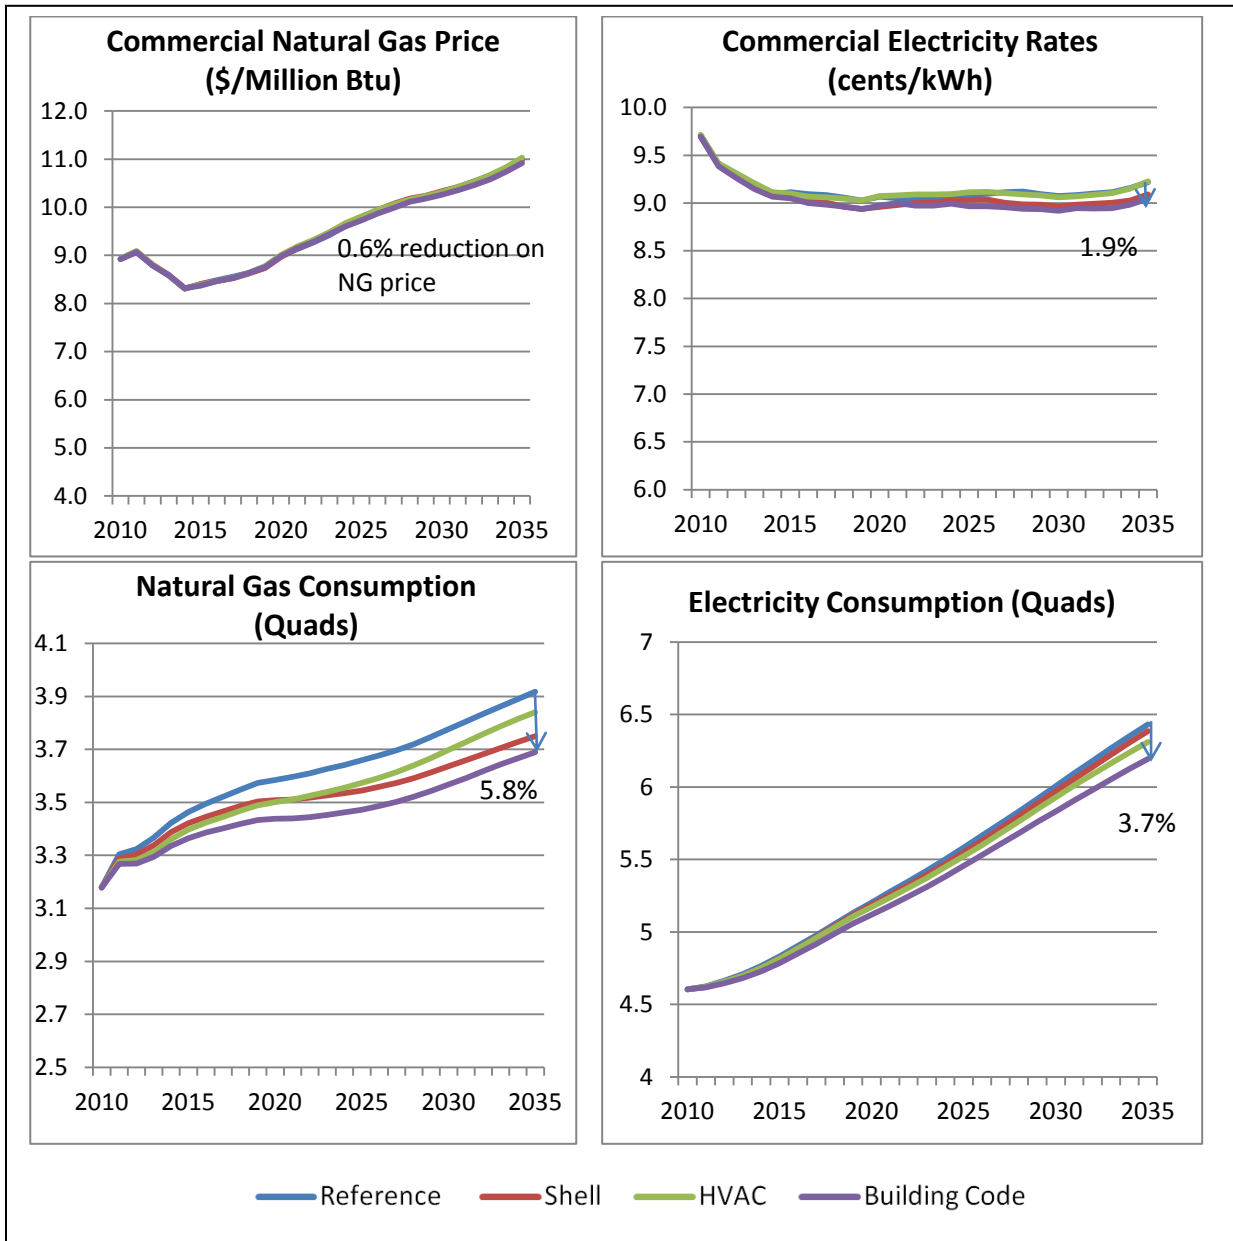 Commercial Natural Gas Price
($/Million Btu)
12.0
11.0
10.0
9.0
8.0
7.0
6.0
5.0
4.0
0.6% reduction on
NG price
2010 2015 2020 2025 2030 2035
Commercial Electricity Rates
(cents/kWh)
10.0
9.5
9.0
8.5
8.0
7.5
7.0
6.5
6.0
1.9%
2010 2015 2020 2025 2030 2035
Natural Gas Consumption
(Quads)
4.1
3.9
3.7
3.5
3.3
3.1
2.9
2.7
2.5
5.8%
2010 2015 2020 2025 2030 2035
Electricity Consumption (Quads)
7
6.5
6
5.5
5
4.5
4
3.7%
2010 2015 2020 2025 2030 2035
Reference Shell HVAC Building Code